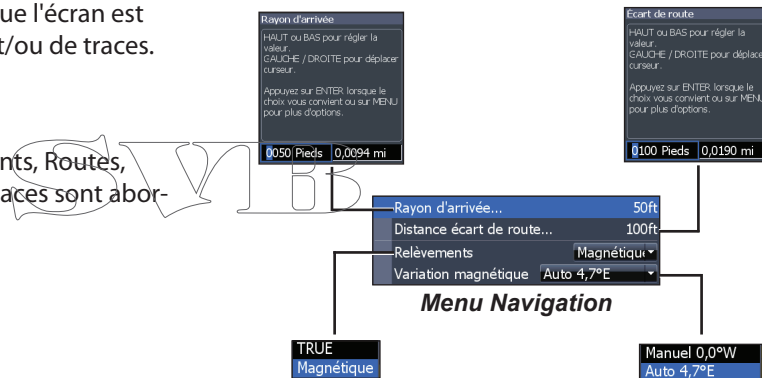 ue l'écran est
t/ou de traces.
nts, Routes,
aces sont abor-
Rayon d'arrivée
HAUT ou BAS pour régler la
valeur.
GAUCHE / DROITE pour déplacer
curseur.
Appuyez sur ENTER lorsque le
choix vous convient ou sur MENU
pour plus d'options.
0050 Pieds 0,0094 mi
Écart de route
HAUT ou BAS pour régler la
valeur.
GAUCHE / DROITE pour déplace
curseur.
Appuyez sur ENTER lorsque le
choix vous convient ou sur MEN
pour plus d'options.
0100 Pieds 0,0190 mi
Rayon d'arrivée... 50ft
Distance écart de route... 100ft
Relèvements Magnétiqu
Variation magnétique Auto 4,7°E
Menu Navigation
TRUE
Magnétique
Manuel 0,0°W
Auto 4,7°E
SVB